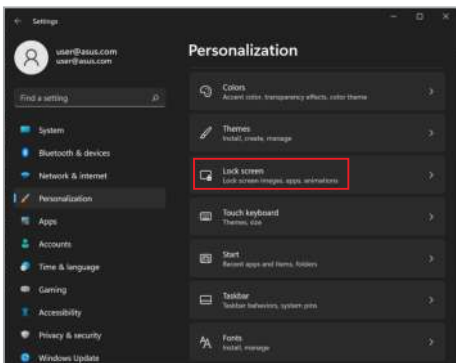 Settings
user@asus.com
user@asus.com
Find a setting
System
Bluetooth & devices
Network & internet
Personalization
Apps
Accounts
Time & language
Gaming
Accessibility
Privacy & security
Windows Update
Personalization
Colors
Accent color, transparency effects, color theme
Themes
Install, create, manage
Lock screen
Lock screen images, apps, animations
Touch keyboard
Themes, size
Start
Recent apps and items, folders
Taskbar
Taskbar behaviors, system pins
Fonts
Install, manage